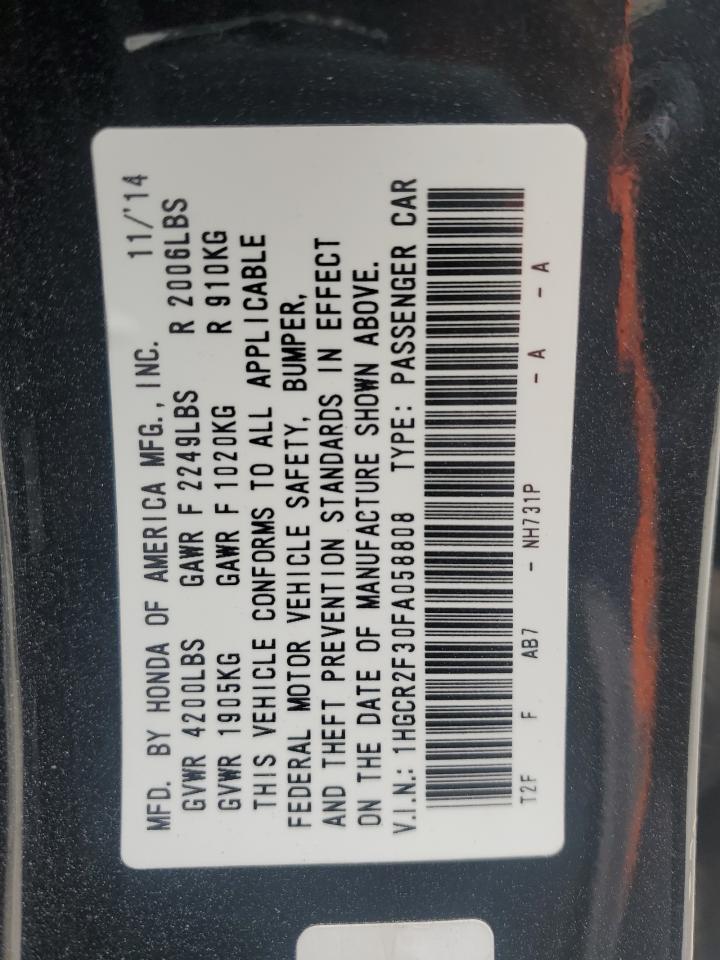 MFD. BY HONDA OF AMERICA MFG., INC. 11/'14
GVWR 4200LBS GAWR F 2249LBS R 2006LBS
GVWR 1905KG GAWR F 1020KG R 910KG
THIS VEHICLE CONFORMS TO ALL APPLICABLE
FEDERAL MOTOR VEHICLE SAFETY, BUMPER,
AND THEFT PREVENTION STANDARDS IN EFFECT
ON THE DATE OF MANUFACTURE SHOWN ABOVE.
V.I.N.: 1HGCR2F30FA058808 TYPE: PASSENGER CAR
T2F F AB7 - NH731P - A - A